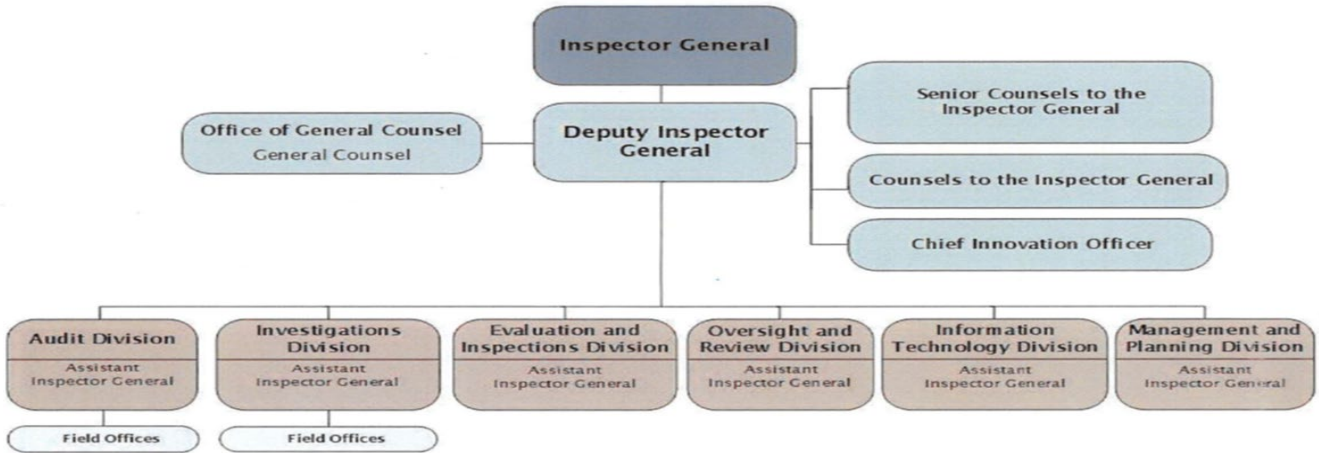 Inspector General
Senior Counsels to the
Inspector General
Office of General Counsel
General Counsel
Deputy Inspector
General
Counsels to the Inspector General
Chief Innovation Officer
Audit Division
Assistant
Inspector General
Field Offices
Investigations
Division
Assistant
Inspector General
Field Offices
Evaluation and
Inspections Division
Assistant
Inspector General
Oversight and
Review Division
Assistant
Inspector General
Information
Technology Division
Assistant
Inspector General
Management and
Planning Division
Assistant
Inspector General